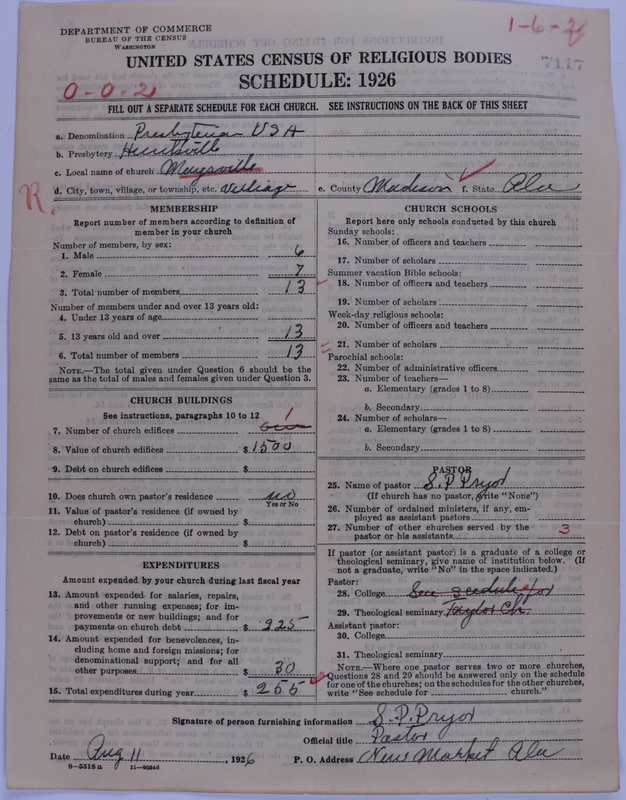 DEPARTMENT OF COMMERCE
BUREAU OF THE CENSUS
WASHINGTON
1-6-2
7117
UNITED STATES CENSUS OF RELIGIOUS BODIES
SCHEDULE: 1926
0-0-2
FILL OUT A SEPARATE SCHEDULE FOR EACH CHURCH. SEE INSTRUCTIONS ON THE BACK OF THIS SHEET
a. Denomination Presbyterian USA
b. Presbytery Huntsville
c. Local name of church Maysville
d. City, town, village, or township, etc. village e. County Madison f. State Ala
R.
MEMBERSHIP
Report number of members according to definition of
member in your church
Number of members, by sex:
1. Male 6
2. Female 7
3. Total number of members 13
Number of members under and over 13 years old:
4. Under 13 years of age
5. 13 years old and over 13
6. Total number of members 13
NOTE.—The total given under Question 6 should be
same as the total of males and females given under Question 3.
CHURCH BUILDINGS
See instructions, paragraphs 10 to 12
1
7. Number of church edifices one
8. Value of church edifices $1500
9. Debt on church edifices $
10. Does church own pastor's residence no
Yes or No
11. Value of pastor's residence (if owned by
church) $
12. Debt on pastor's residence (if owned by
church) $
EXPENDITURES
Amount expended by your church during last fiscal year
13. Amount expended for salaries, repairs,
and other running expenses; for im-
provements or new buildings; and for
payments on church debt $225
14. Amount expended for benevolences, in-
cluding home and foreign missions; for
denominational support; and for all
other purposes $30
15. Total expenditures during year $255
CHURCH SCHOOLS
Report here only schools conducted by this church
Sunday schools:
16. Number of officers and teachers
17. Number of scholars
Summer vacation Bible schools:
18. Number of officers and teachers
19. Number of scholars
Week-day religious schools:
20. Number of officers and teachers
21. Number of scholars
Parochial schools:
22. Number of administrative officers
23. Number of teachers—
a. Elementary (grades 1 to 8)
b. Secondary
24. Number of scholars—
a. Elementary (grades 1 to 8)
b. Secondary
PASTOR
25. Name of pastor S. P. Pryor
(If church has no pastor, write "None")
26. Number of ordained ministers, if any, em-
ployed as assistant pastors
27. Number of other churches served by the
pastor or his assistants 3
If pastor (or assistant pastor) is a graduate of a college or
theological seminary, give name of institution below. (If
not a graduate, write "No" in the space indicated.)
Pastor:
28. College See scedule for
29. Theological seminary Taylor Ch.
Assistant pastor:
30. College
31. Theological seminary
NOTE.—Where one pastor serves two or more churches,
Questions 28 and 29 should be answered only on the schedule
for one of the churches; on the schedules for the other churches,
write "See schedule for church."
Signature of person furnishing information S. P. Pryor
Official title Pastor
Date Aug 11, 1926 P. O. Address New Market Ala
8—5518 a